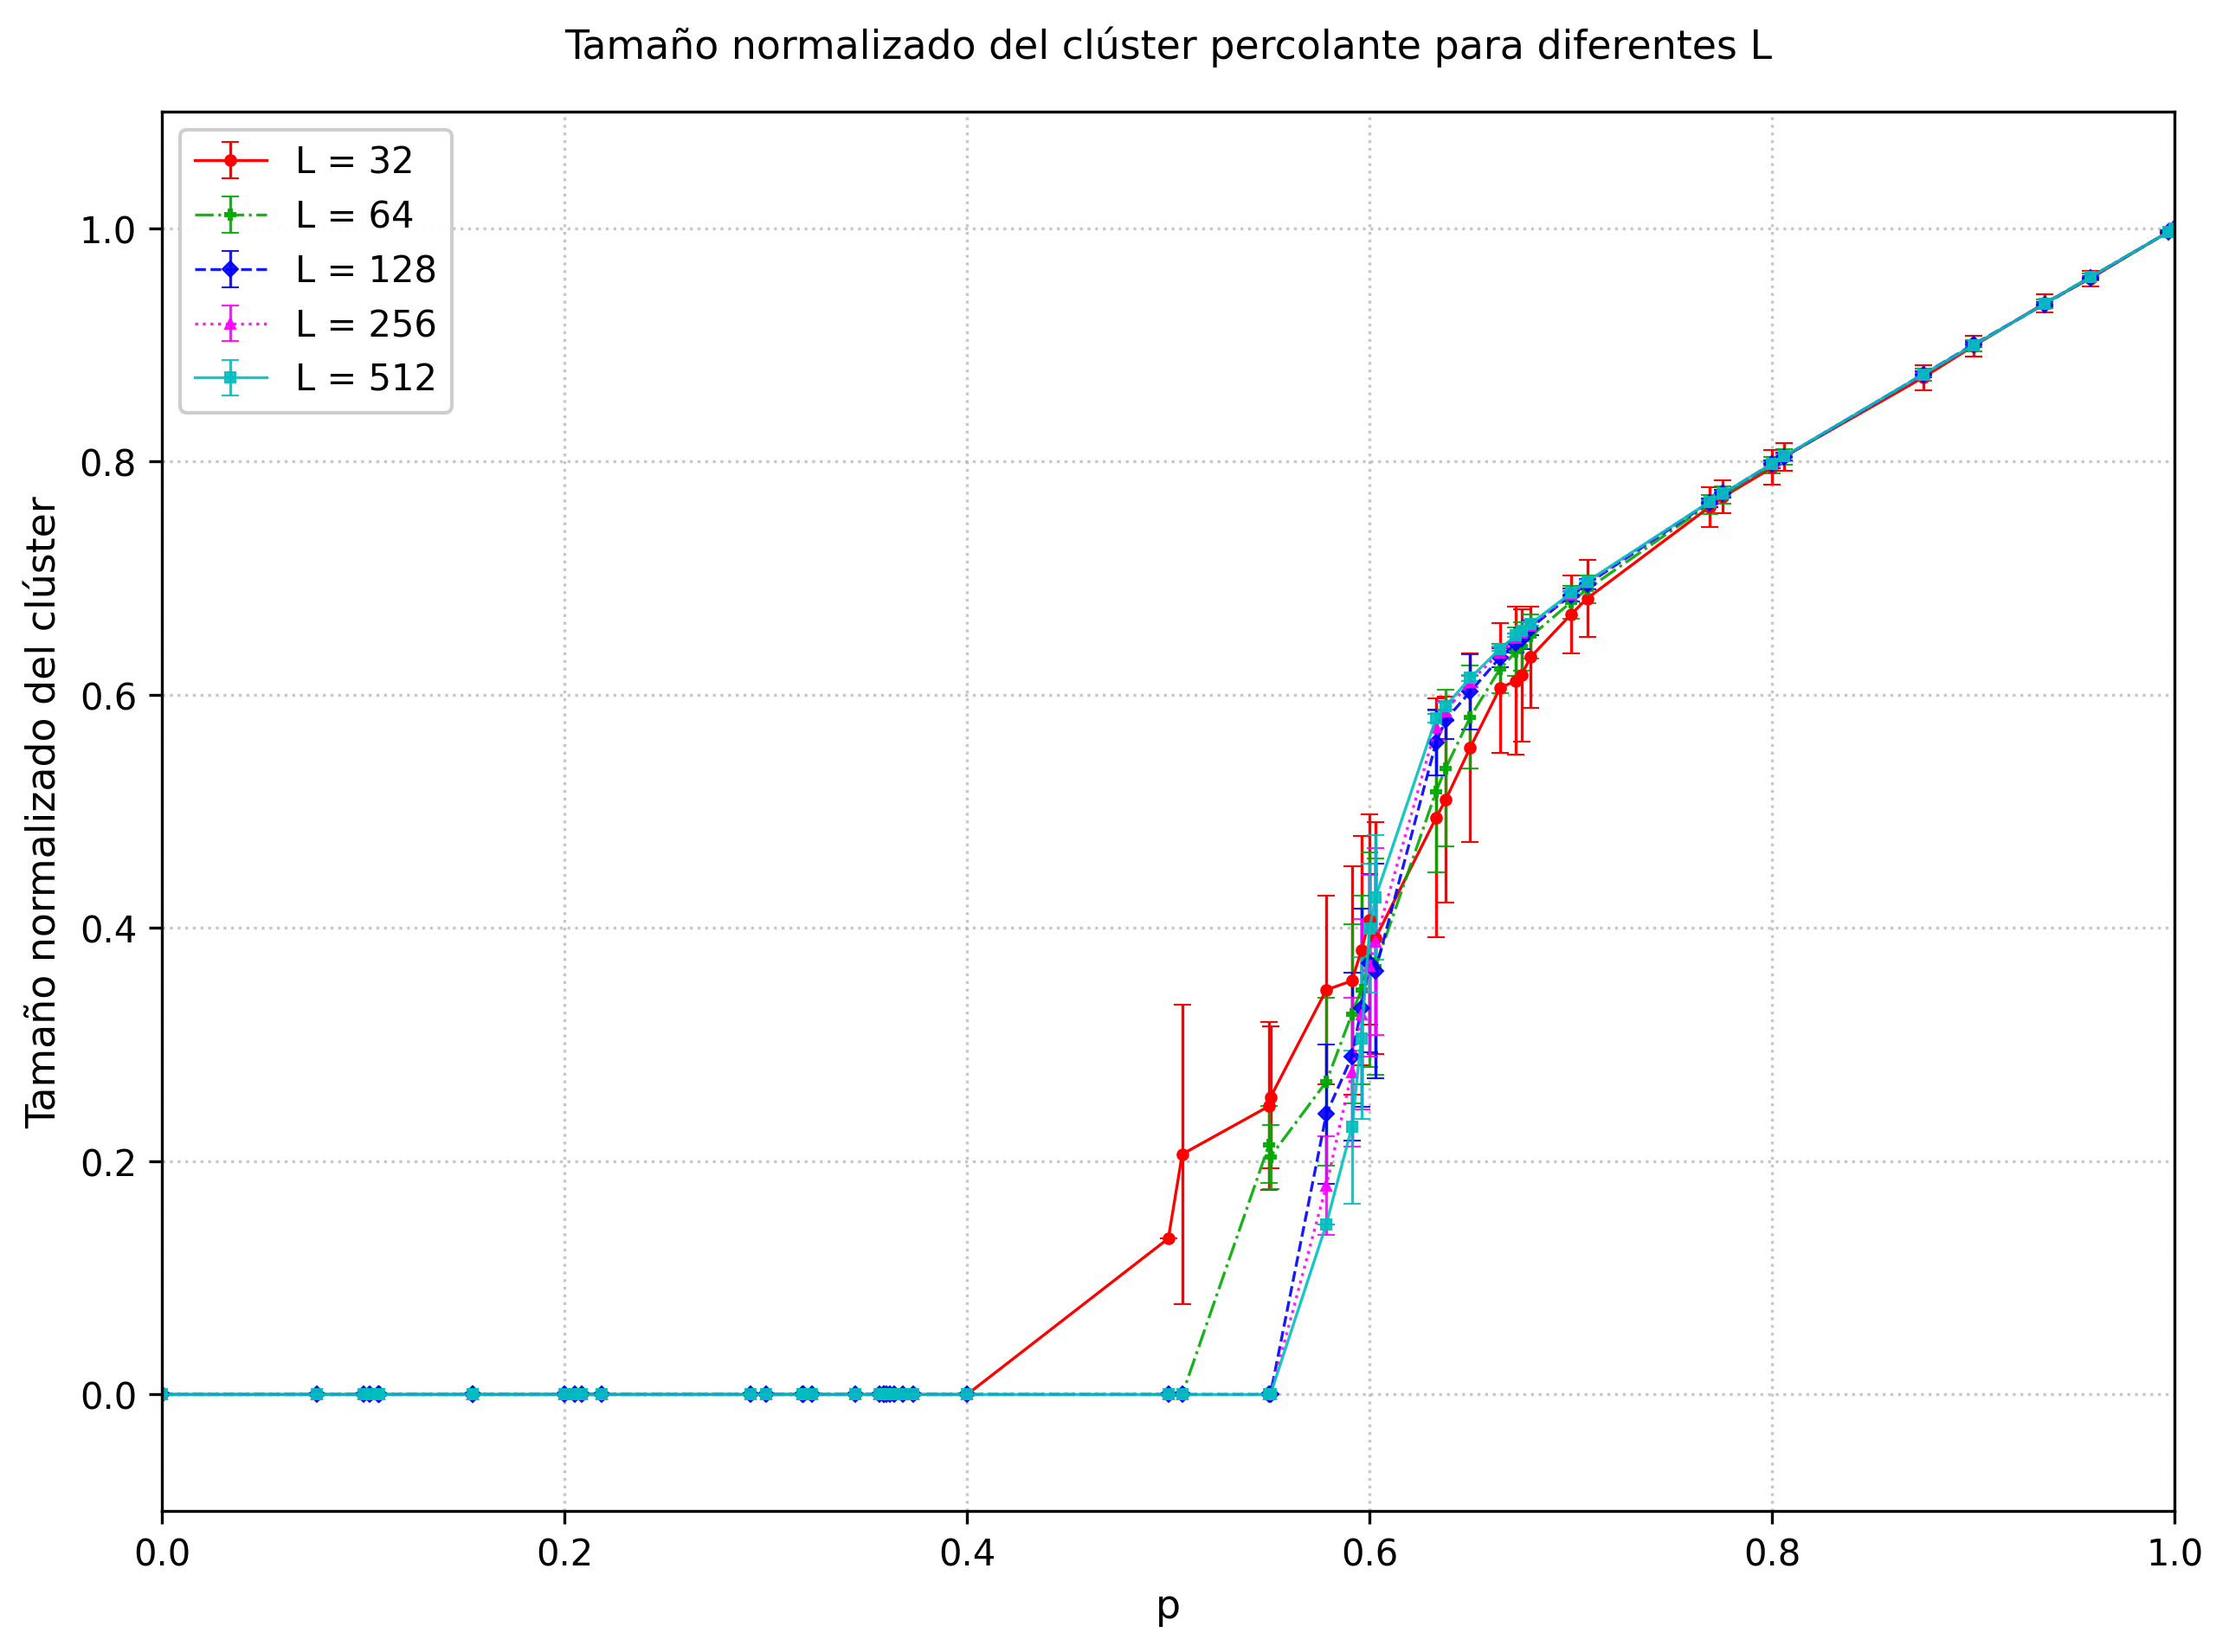 Tamaño normalizado del clúster percolante para diferentes L
L = 32
L = 64
L = 128
L = 256
L = 512
Tamaño normalizado del clúster
1.0
0.8
0.6
0.4
0.2
0.0
0.0 0.2 0.4 0.6 0.8 1.0
p